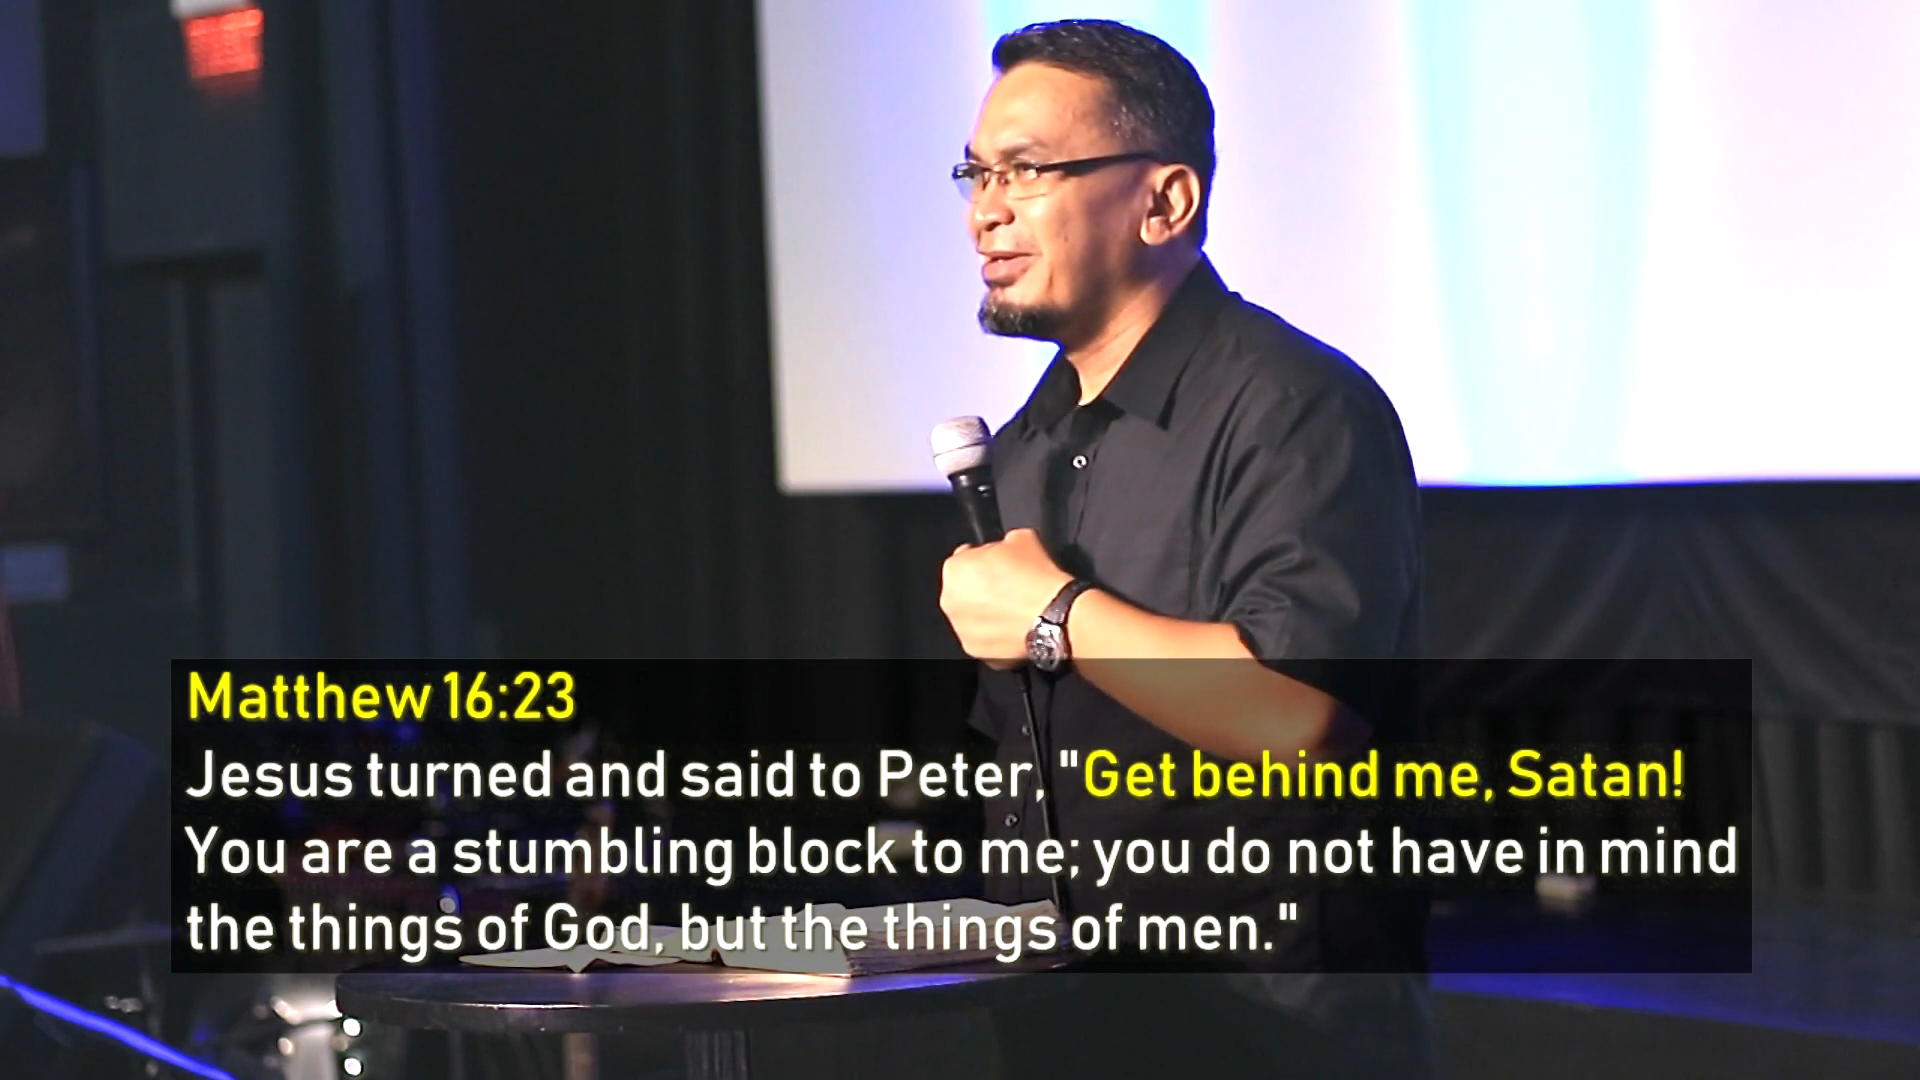 Matthew 16:23
Jesus turned and said to Peter, "Get behind me, Satan!
You are a stumbling block to me; you do not have in mind
the things of God, but the things of men."